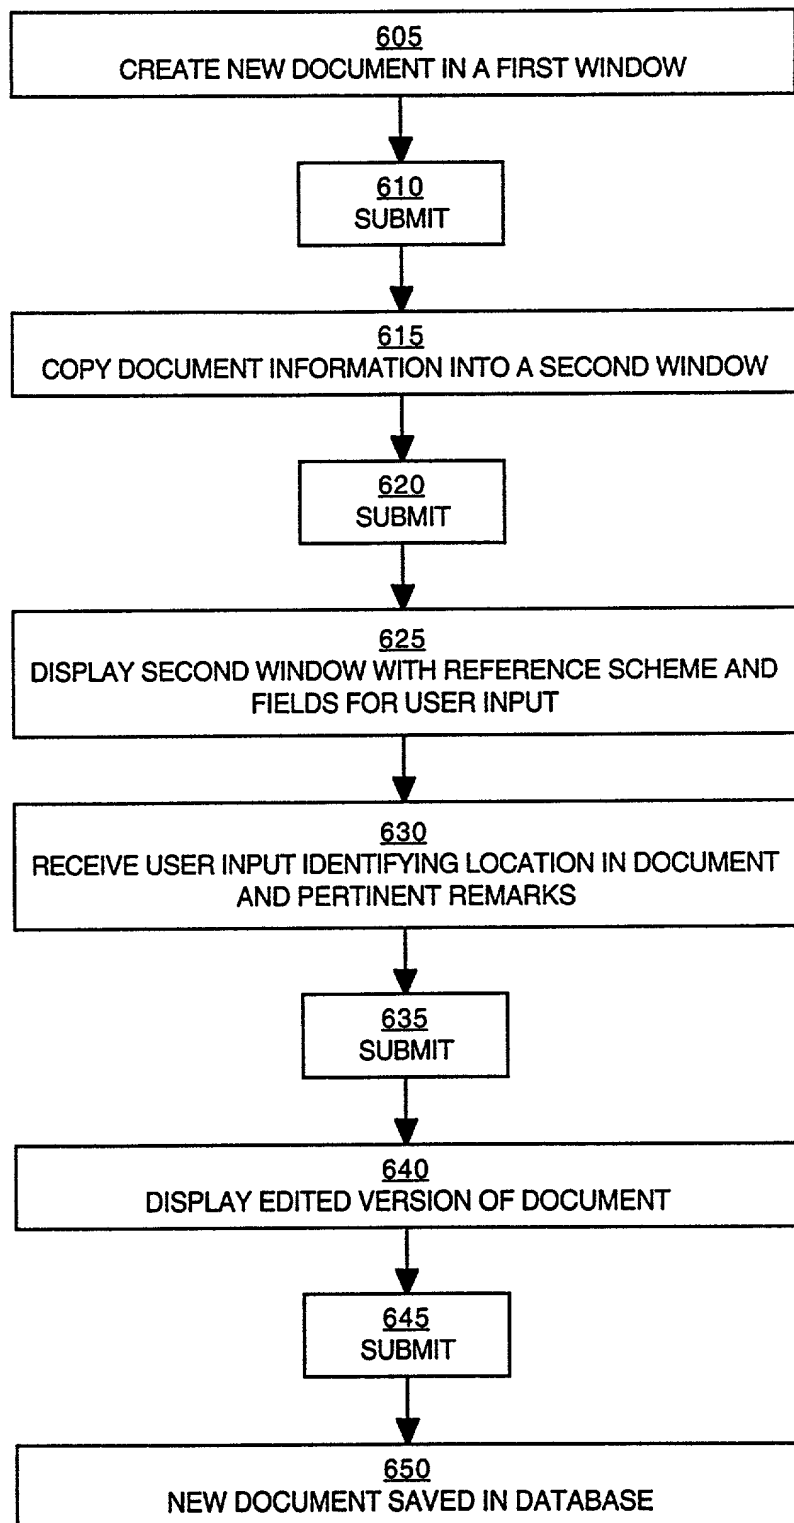 605
CREATE NEW DOCUMENT IN A FIRST WINDOW
610
SUBMIT
615
COPY DOCUMENT INFORMATION INTO A SECOND WINDOW
620
SUBMIT
625
DISPLAY SECOND WINDOW WITH REFERENCE SCHEME AND
FIELDS FOR USER INPUT
630
RECEIVE USER INPUT IDENTIFYING LOCATION IN DOCUMENT
AND PERTINENT REMARKS
635
SUBMIT
640
DISPLAY EDITED VERSION OF DOCUMENT
645
SUBMIT
650
NEW DOCUMENT SAVED IN DATABASE